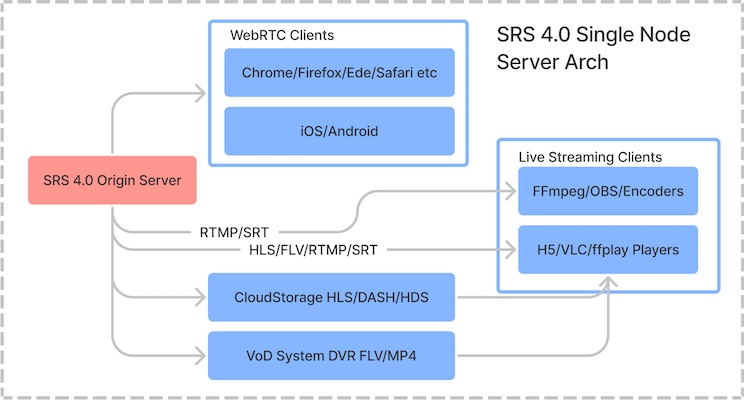 WebRTC Clients
SRS 4.0 Single Node
Server Arch
Chrome/Firefox/Ede/Safari etc
iOS/Android
SRS 4.0 Origin Server
Live Streaming Clients
FFmpeg/OBS/Encoders
RTMP/SRT
HLS/FLV/RTMP/SRT
H5/VLC/ffplay Players
CloudStorage HLS/DASH/HDS
VoD System DVR FLV/MP4